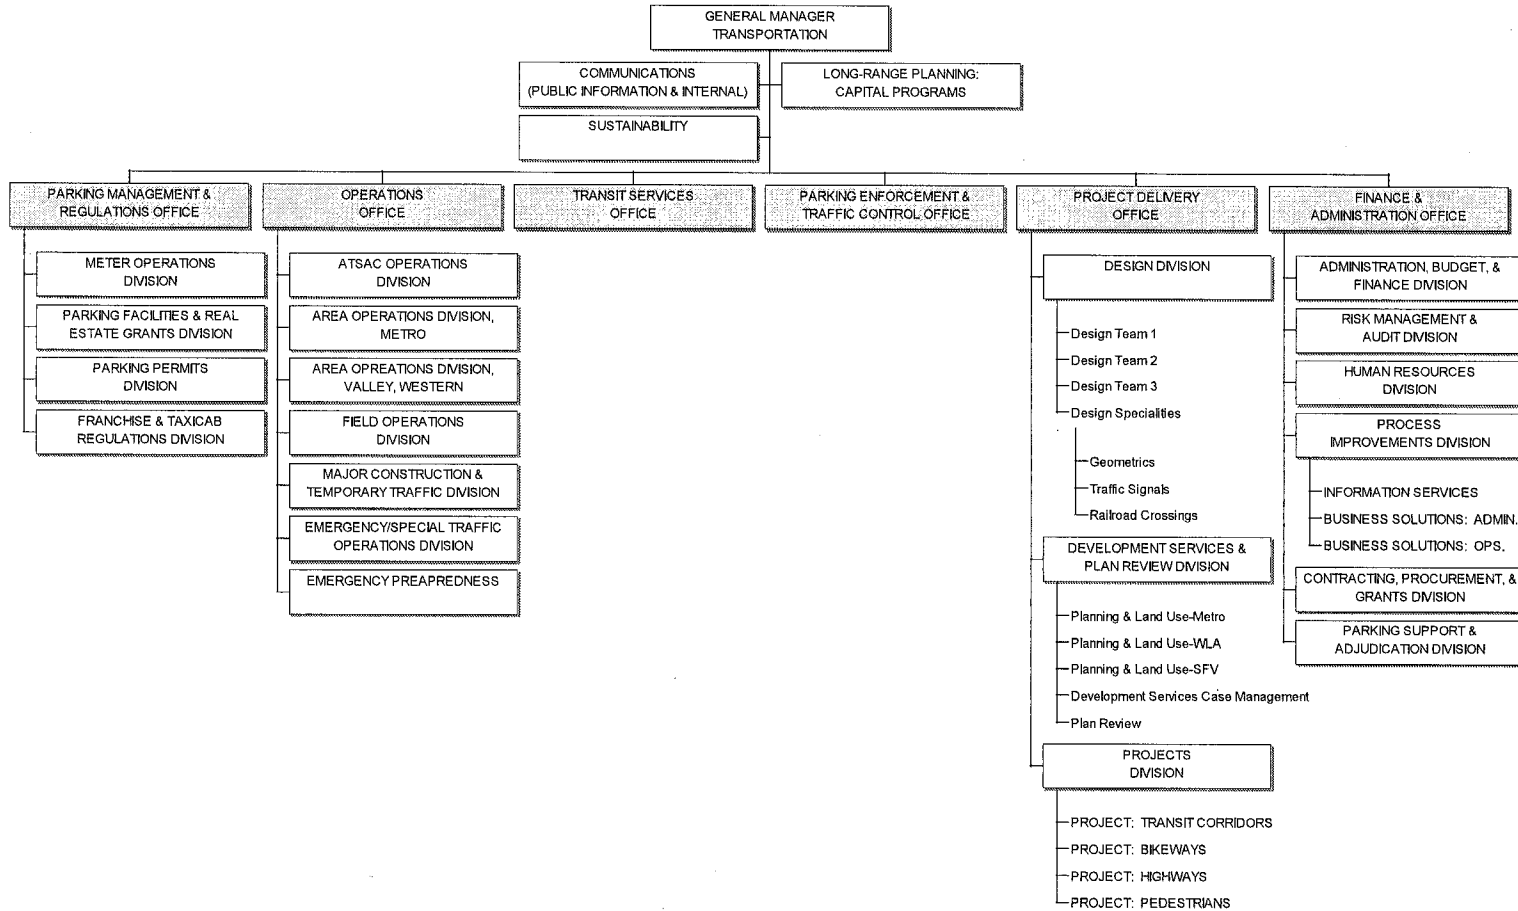 GENERAL MANAGER
TRANSPORTATION
COMMUNICATIONS
(PUBLIC INFORMATION & INTERNAL)
LONG-RANGE PLANNING:
CAPITAL PROGRAMS
SUSTAINABILITY
PARKING MANAGEMENT &
REGULATIONS OFFICE
OPERATIONS
OFFICE
TRANSIT SERVICES
OFFICE
PARKING ENFORCEMENT &
TRAFFIC CONTROL OFFICE
PROJECT DELIVERY
OFFICE
FINANCE &
ADMINISTRATION OFFICE
METER OPERATIONS
DIVISION
PARKING FACILITIES & REAL
ESTATE GRANTS DIVISION
PARKING PERMITS
DIVISION
FRANCHISE & TAXICAB
REGULATIONS DIVISION
ATSAC OPERATIONS
DIVISION
AREA OPERATIONS DIVISION,
METRO
AREA OPREATIONS DIVISION,
VALLEY, WESTERN
FIELD OPERATIONS
DIVISION
MAJOR CONSTRUCTION &
TEMPORARY TRAFFIC DIVISION
EMERGENCY/SPECIAL TRAFFIC
OPERATIONS DIVISION
EMERGENCY PREAPREDNESS
DESIGN DIVISION
Design Team 1
Design Team 2
Design Team 3
Design Specialities
Geometrics
Traffic Signals
Railroad Crossings
DEVELOPMENT SERVICES &
PLAN REVIEW DIVISION
Planning & Land Use-Metro
Planning & Land Use-WLA
Planning & Land Use-SFV
Development Services Case Management
Plan Review
PROJECTS
DIVISION
PROJECT: TRANSIT CORRIDORS
PROJECT: BIKEWAYS
PROJECT: HIGHWAYS
PROJECT: PEDESTRIANS
ADMINISTRATION, BUDGET, &
FINANCE DIVISION
RISK MANAGEMENT &
AUDIT DIVISION
HUMAN RESOURCES
DIVISION
PROCESS
IMPROVEMENTS DIVISION
INFORMATION SERVICES
BUSINESS SOLUTIONS: ADMIN.
BUSINESS SOLUTIONS: OPS.
CONTRACTING, PROCUREMENT, &
GRANTS DIVISION
PARKING SUPPORT &
ADJUDICATION DIVISION